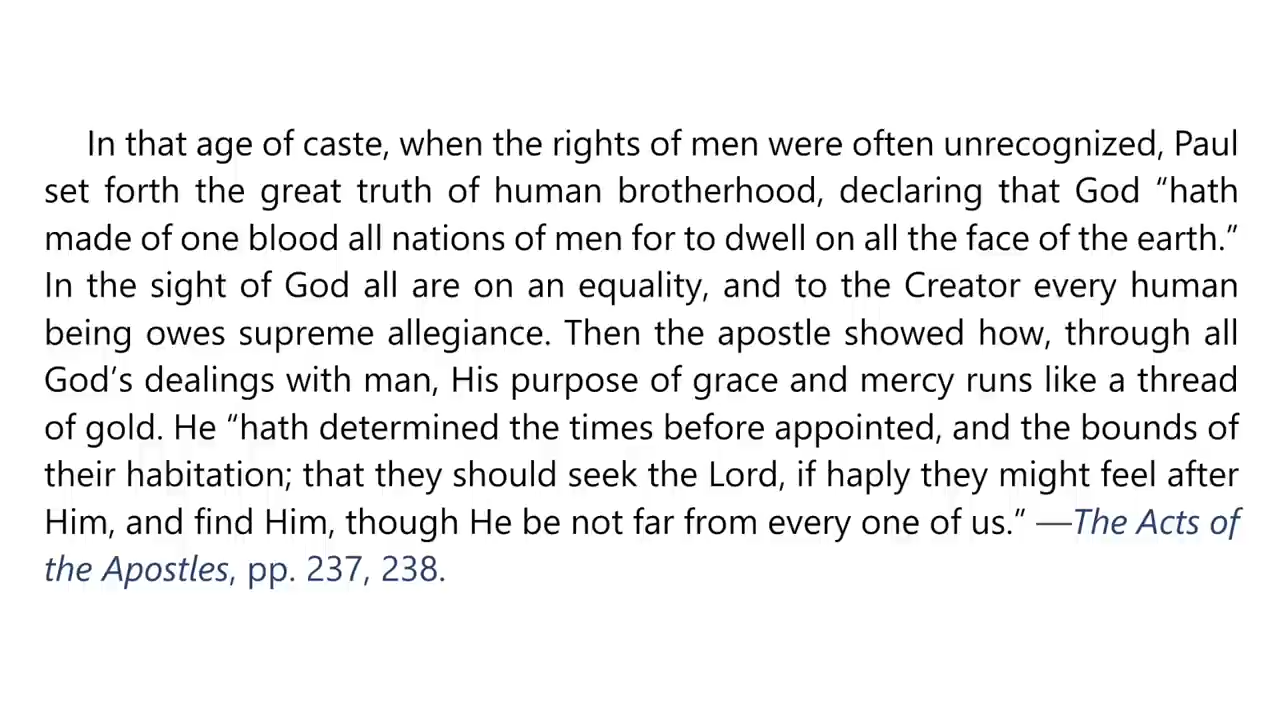 In that age of caste, when the rights of men were often unrecognized, Paul
set forth the great truth of human brotherhood, declaring that God “hath
made of one blood all nations of men for to dwell on all the face of the earth.”
In the sight of God all are on an equality, and to the Creator every human
being owes supreme allegiance. Then the apostle showed how, through all
God’s dealings with man, His purpose of grace and mercy runs like a thread
of gold. He “hath determined the times before appointed, and the bounds of
their habitation; that they should seek the Lord, if haply they might feel after
Him, and find Him, though He be not far from every one of us.” —The Acts of
the Apostles, pp. 237, 238.